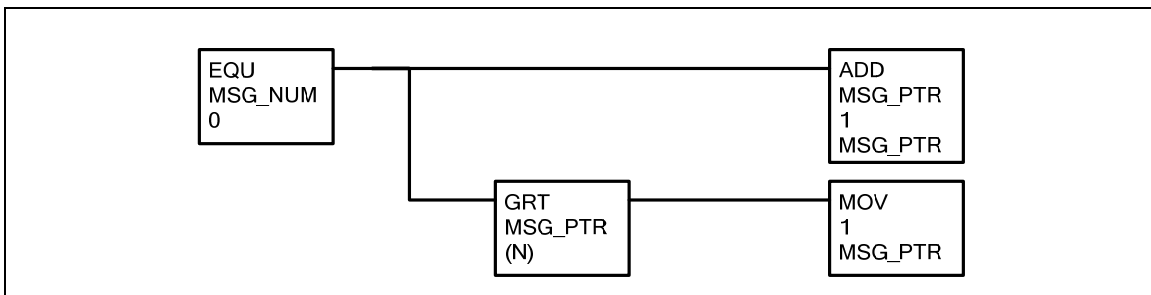 EQU
MSG_NUM
0
ADD
MSG_PTR
1
MSG_PTR
GRT
MSG_PTR
(N)
MOV
1
MSG_PTR